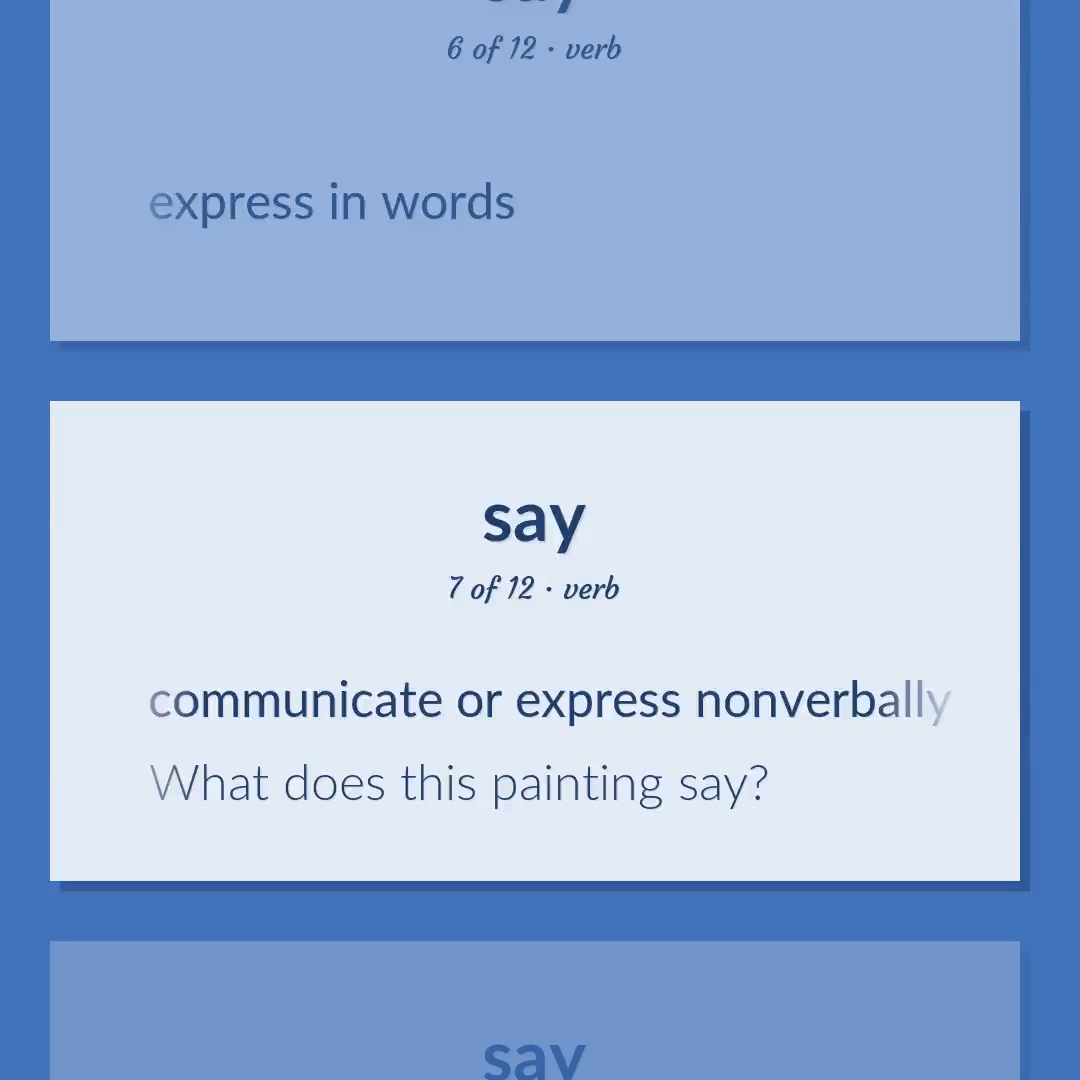 say
6 of 12 · verb
express in words
say
7 of 12 · verb
communicate or express nonverbally
What does this painting say?
say